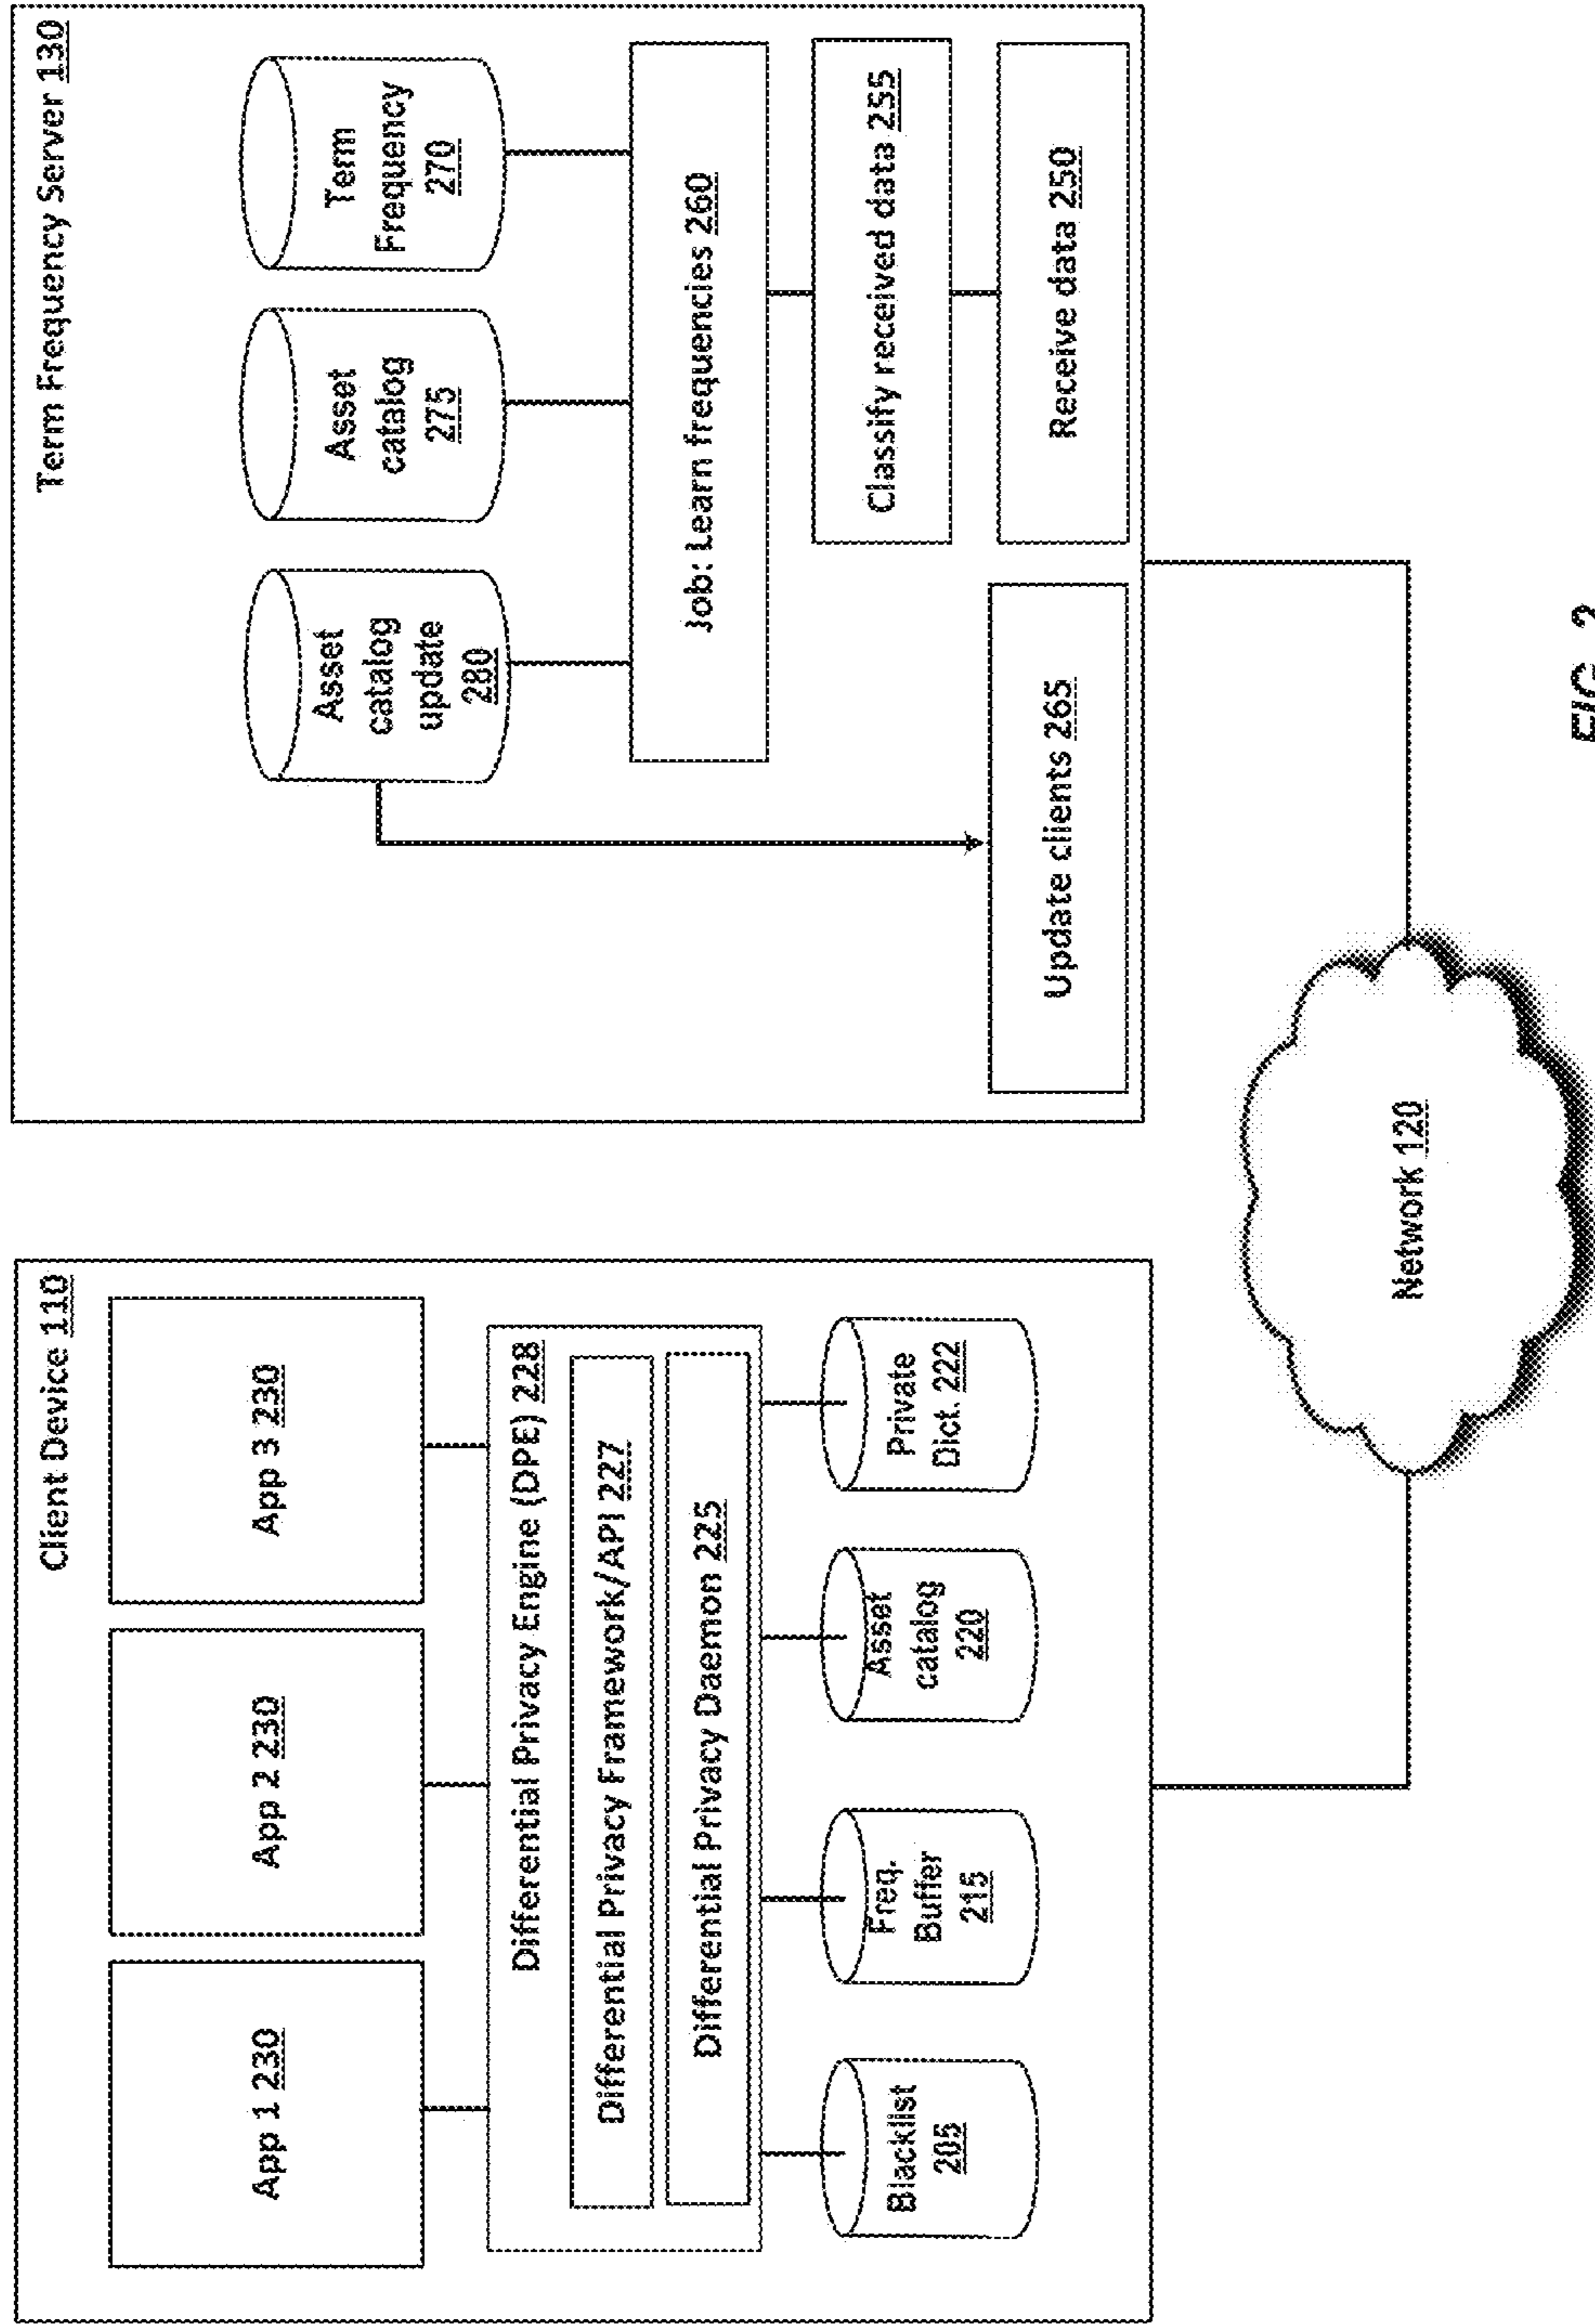 Client Device 110
App 1 230
App 2 230
App 3 230
Differential Privacy Engine (DPE) 228
Differential Privacy Framework/API 227
Differential Privacy Daemon 225
Blacklist
205
Freq.
Buffer
215
Asset
catalog
220
Private
Dict. 222
Term Frequency Server 130
Asset
catalog
update
280
Asset
catalog
275
Term
Frequency
270
Job: Learn frequencies 260
Classify received data 255
Update clients 265
Receive data 250
Network 120
FIG. 2